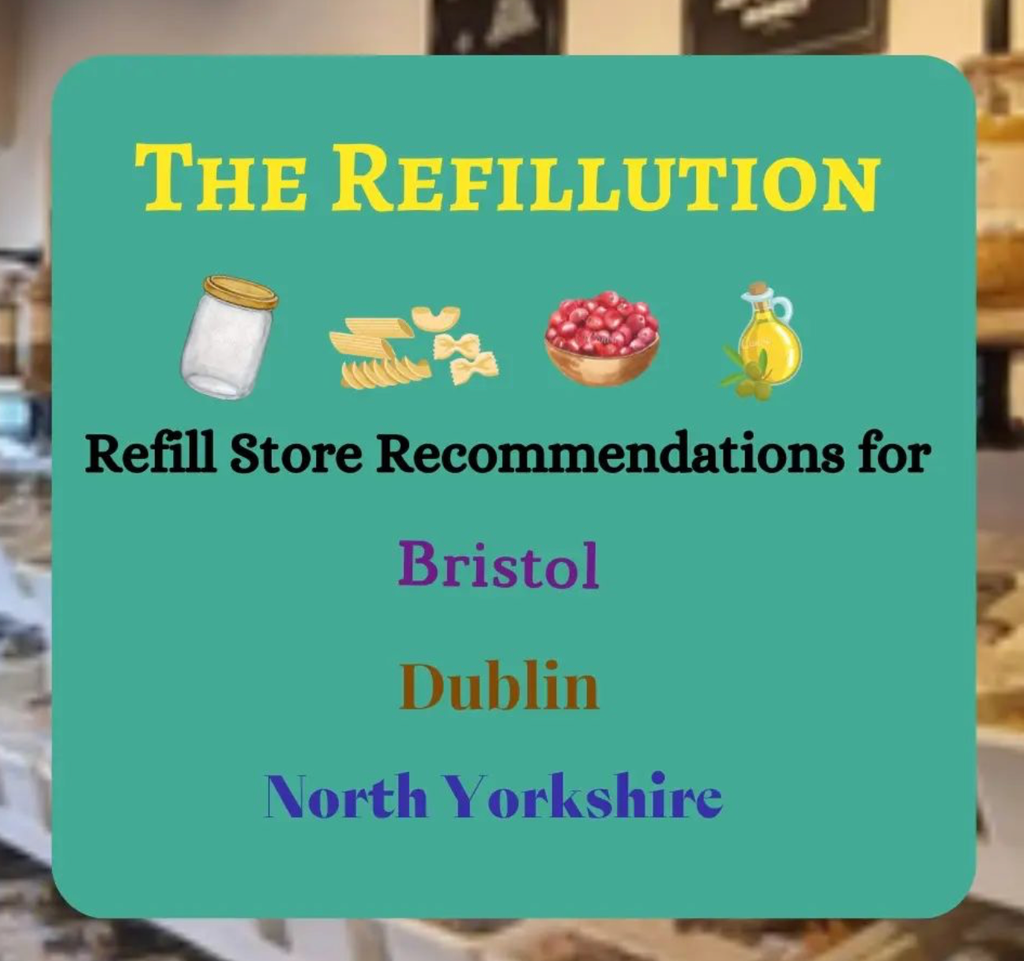 The Refillution
Refill Store Recommendations for
Bristol
Dublin
North Yorkshire